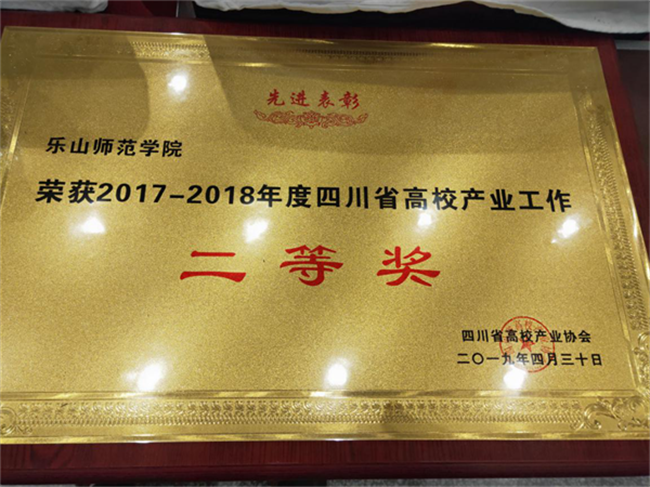 先进表彰
乐山师范学院
荣获2017-2018年度四川省高校产业工作
二等奖
四川省高校产业协会
二〇一九年四月三十日